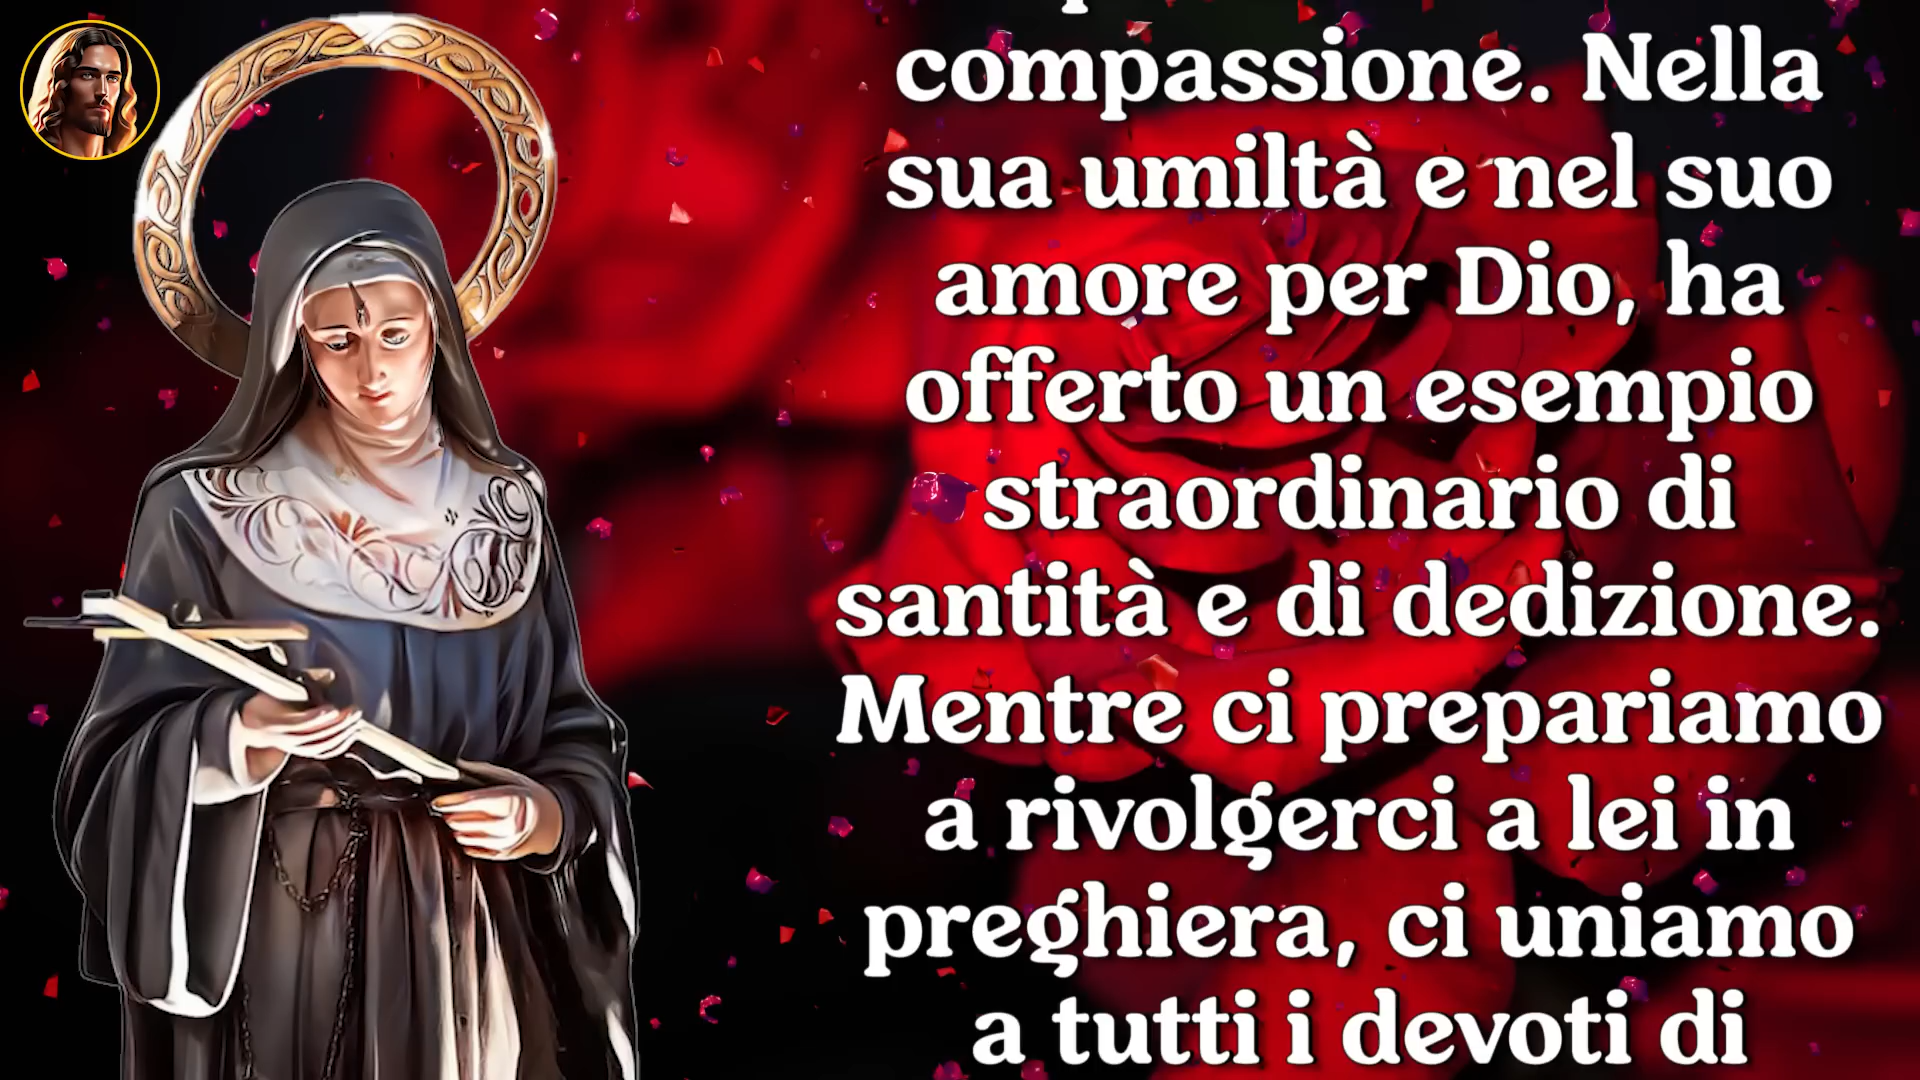 compassione. Nella
sua umiltà e nel suo
amore per Dio, ha
offerto un esempio
straordinario di
santità e di dedizione.
Mentre ci prepariamo
a rivolgerci a lei in
preghiera, ci uniamo
a tutti i devoti di